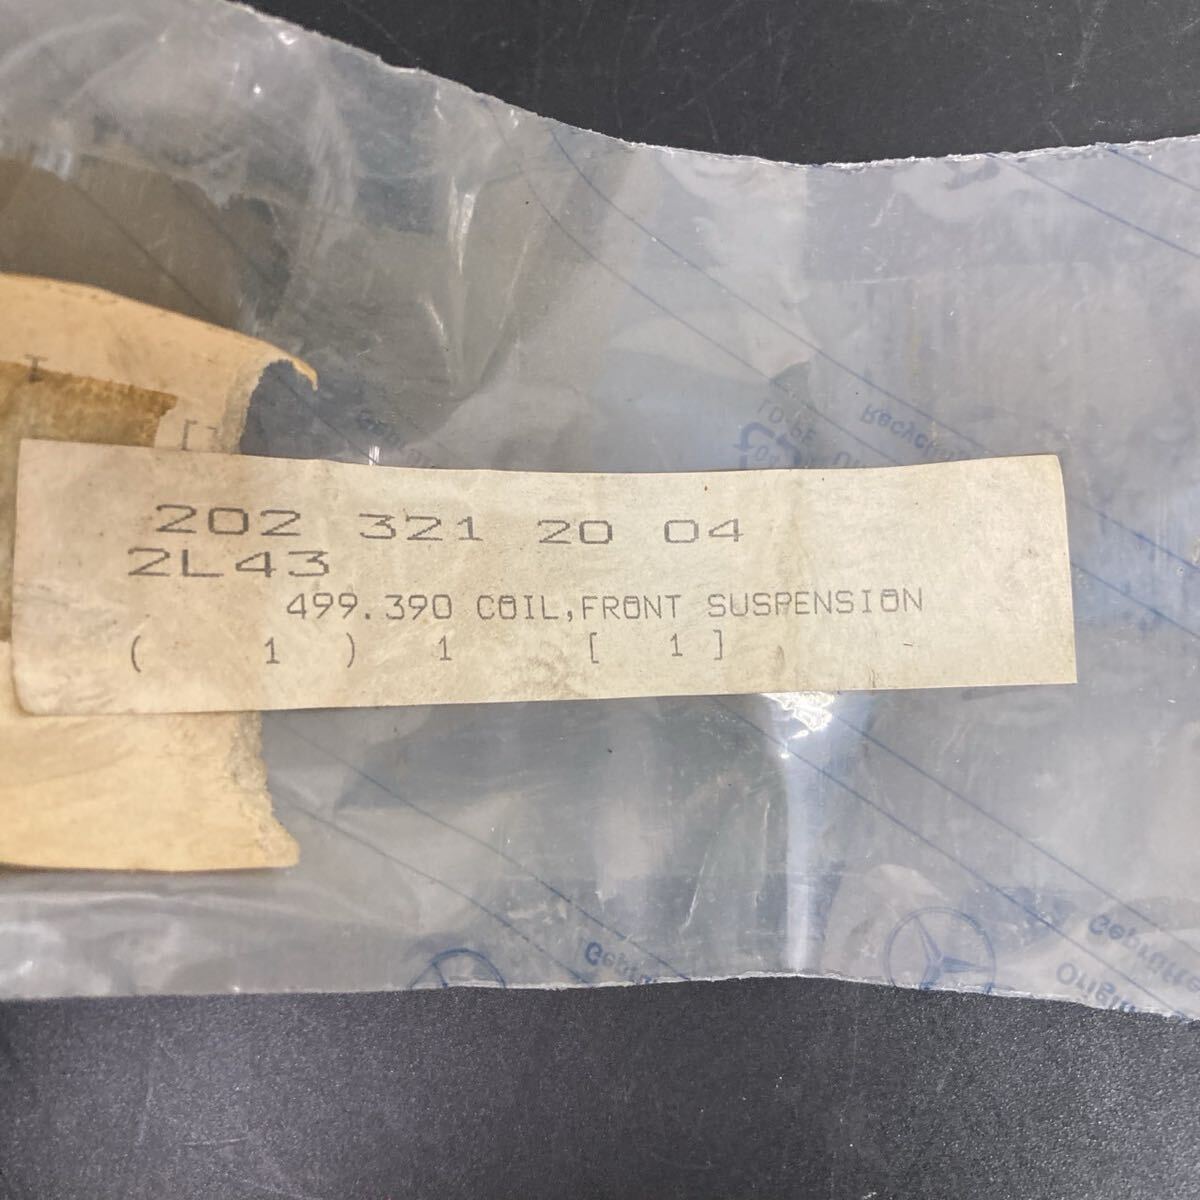 202 321 20 04
2L43
499.390 COIL,FRONT SUSPENSION
( 1 ) 1 [ 1 ]